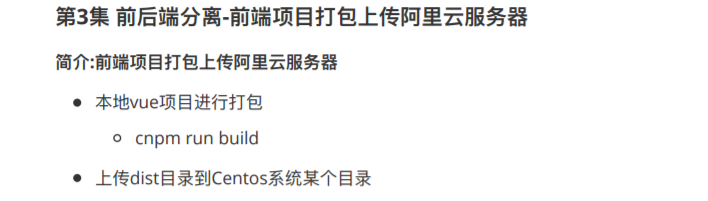 第3集 前后端分离-前端项目打包上传阿里云服务器
简介:前端项目打包上传阿里云服务器
本地vue项目进行打包
cnpm run build
上传dist目录到Centos系统某个目录